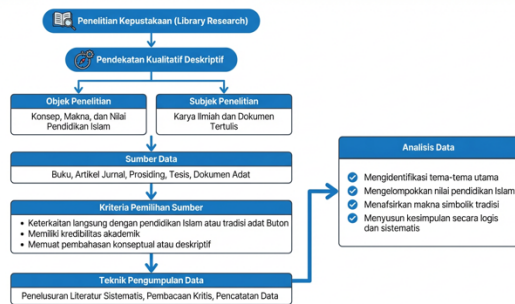 Penelitian Kepustakaan (Library Research)
Pendekatan Kualitatif Deskriptif
Objek Penelitian
Konsep, Makna, dan Nilai
Pendidikan Islam
Subjek Penelitian
Karya Ilmiah dan Dokumen
Tertulis
Sumber Data
Buku, Artikel Jurnal, Prosiding, Tesis, Dokumen Adat
Kriteria Pemilihan Sumber
• Keterkaitan langsung dengan pendidikan Islam atau tradisi adat Buton
• Memiliki kredibilitas akademik
• Memuat pembahasan konseptual atau deskriptif
Teknik Pengumpulan Data
Penelusuran Literatur Sistematis, Pembacaan Kritis, Pencatatan Data
Analisis Data
Mengidentifikasi tema-tema utama
Mengelompokkan nilai pendidikan Islam
Menafsirkan makna simbolik tradisi
Menyusun kesimpulan secara logis
dan sistematis